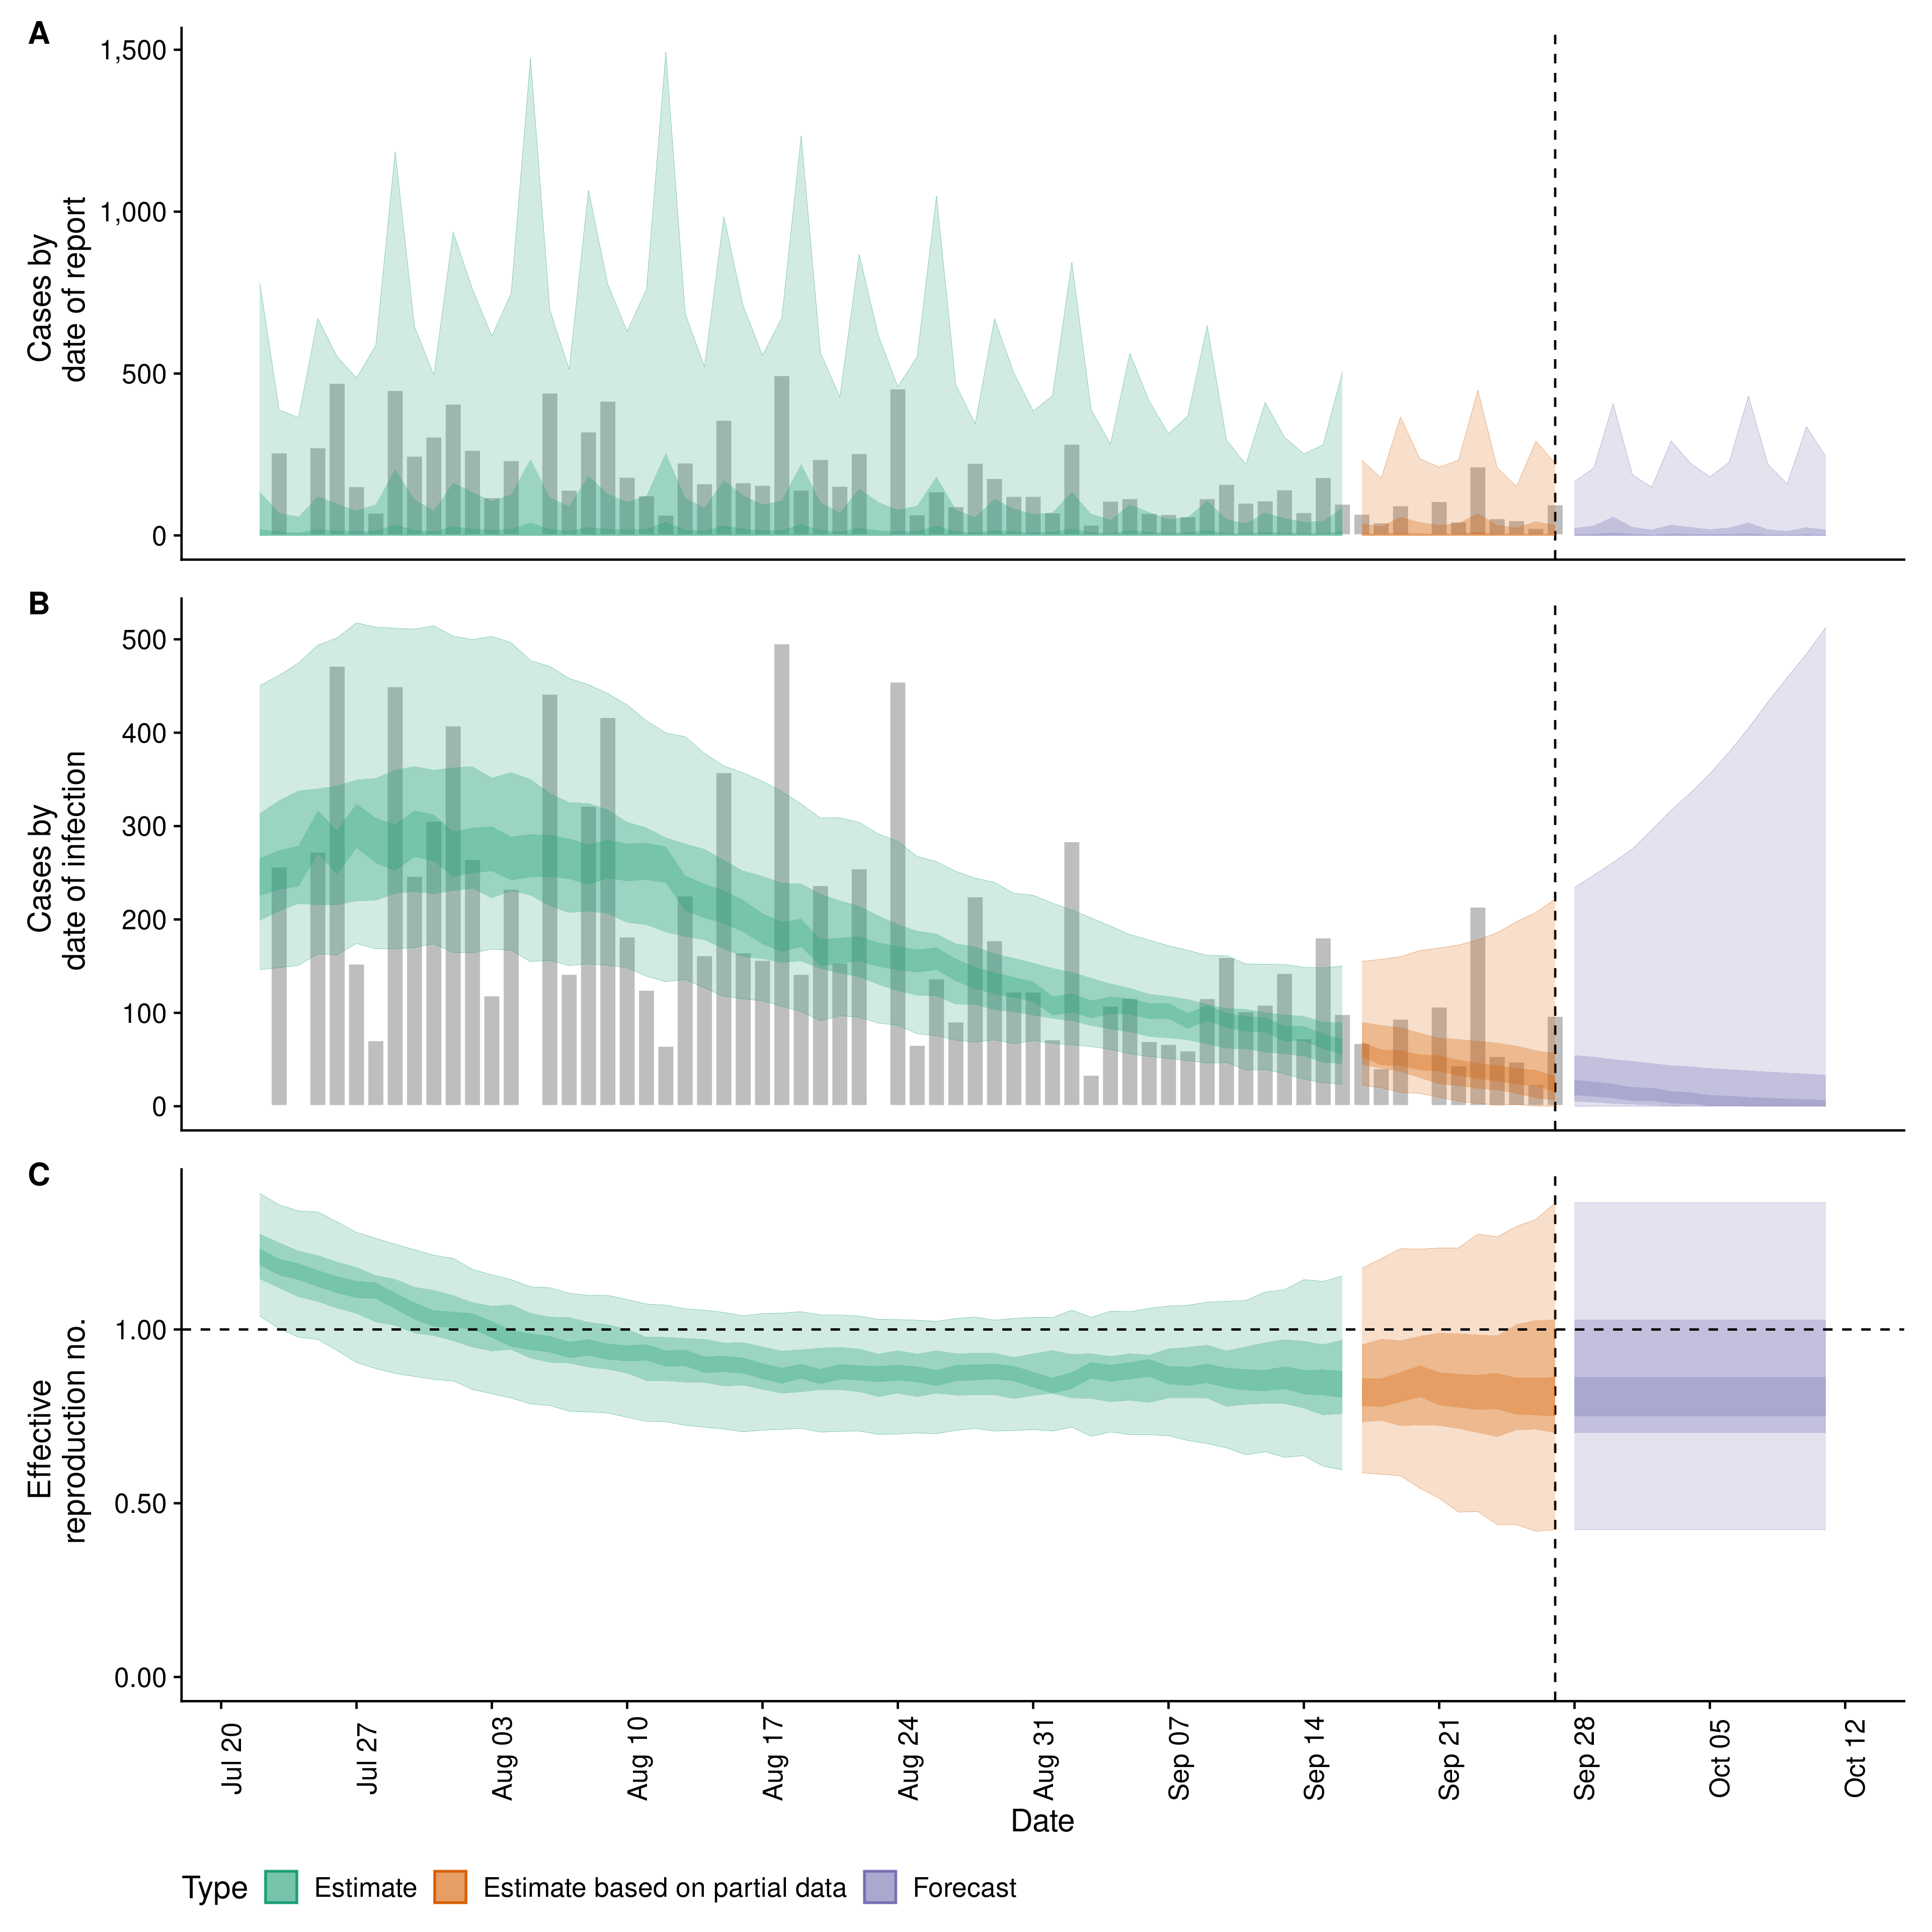 A
1,500
1,000
500
0
Cases by
date of report
B
500
400
300
200
100
0
Cases by
date of infection
C
1.00
0.50
0.00
Effective
reproduction no.
Jul 20
Jul 27
Aug 03
Aug 10
Aug 17
Aug 24
Aug 31
Sep 07
Sep 14
Sep 21
Sep 28
Oct 05
Oct 12
Date
Type Estimate Estimate based on partial data Forecast